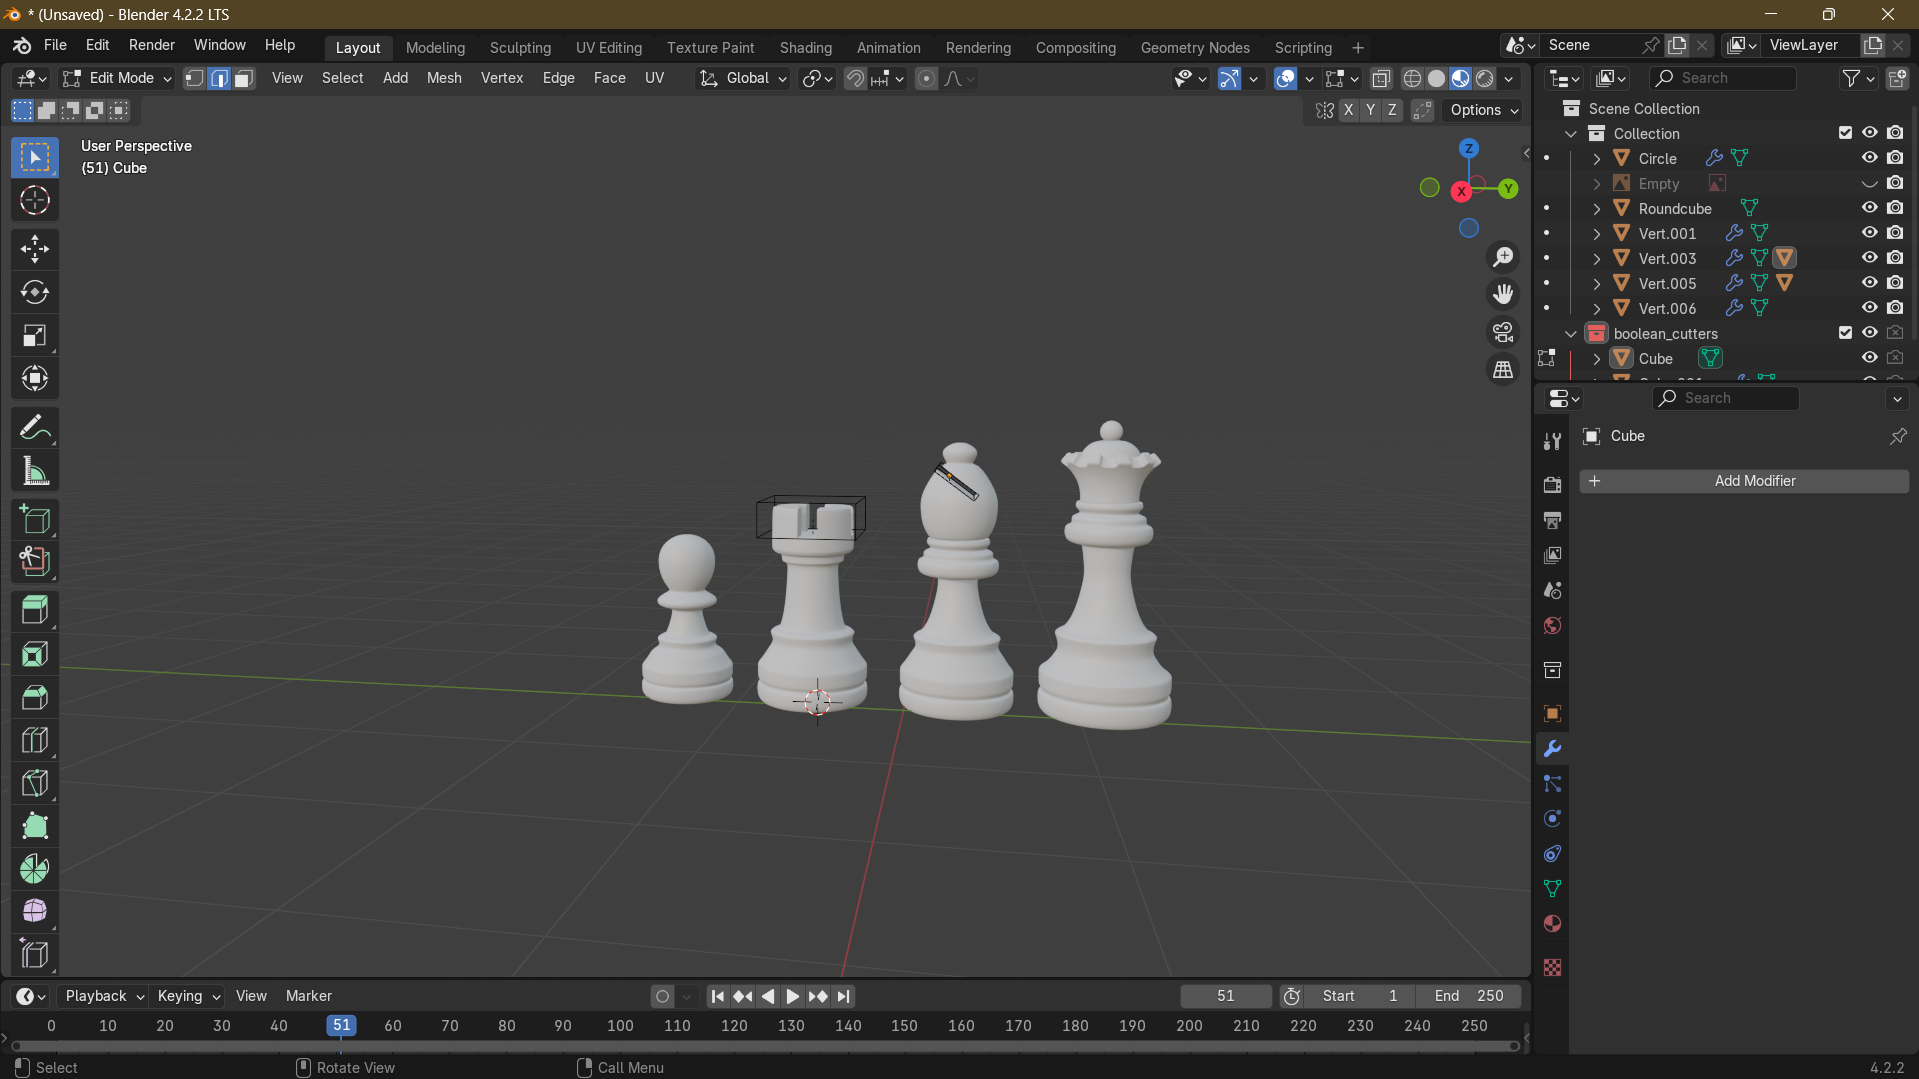 * (Unsaved) - Blender 4.2.2 LTS
File Edit Render Window Help Layout Modeling Sculpting UV Editing Texture Paint Shading Animation Rendering Compositing Geometry Nodes Scripting + Scene ViewLayer
Edit Mode View Select Add Mesh Vertex Edge Face UV Global Search
X Y Z Options
User Perspective
(51) Cube
Z
X
Y
Scene Collection
Collection
Circle
Empty
Roundcube
Vert.001
Vert.003
Vert.005
Vert.006
boolean_cutters
Cube
Search
Cube
+ Add Modifier
Playback Keying View Marker 51 Start 1 End 250
0 10 20 30 40 51 60 70 80 90 100 110 120 130 140 150 160 170 180 190 200 210 220 230 240 250
Select Rotate View Call Menu 4.2.2